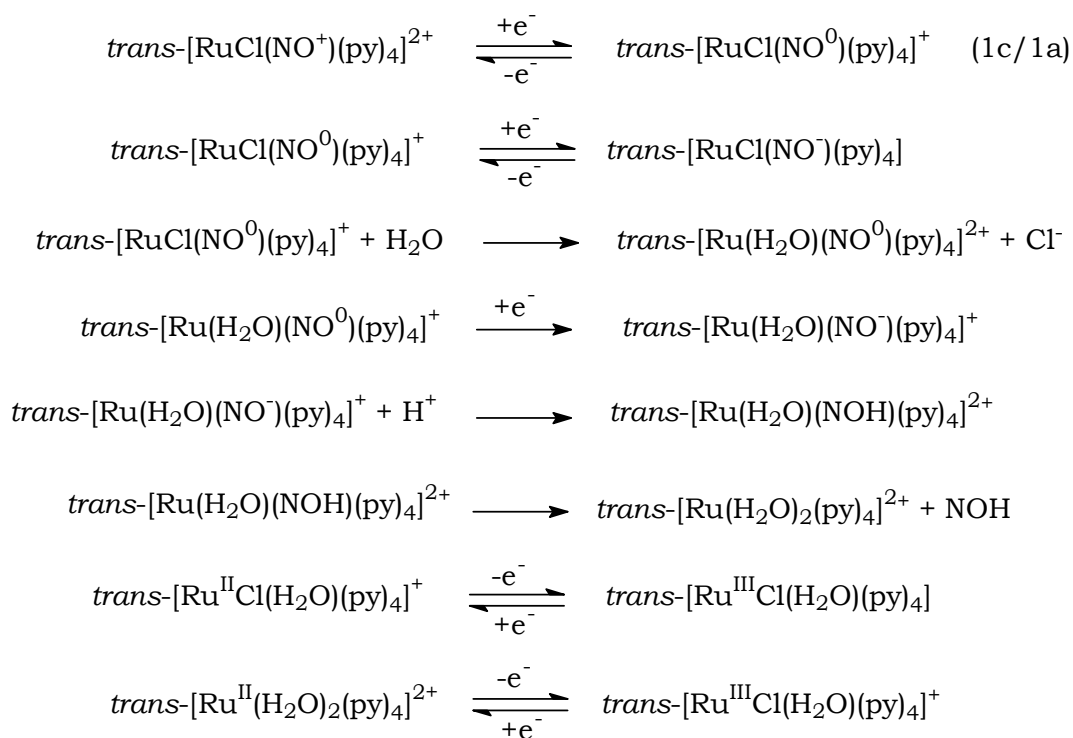 trans-[RuCl(NO⁺)(py)₄]²⁺ +e⁻ -e⁻ trans-[RuCl(NO⁰)(py)₄]⁺ (1c/1a)
trans-[RuCl(NO⁰)(py)₄]⁺ +e⁻ -e⁻ trans-[RuCl(NO⁻)(py)₄]
trans-[RuCl(NO⁰)(py)₄]⁺ + H₂O trans-[Ru(H₂O)(NO⁰)(py)₄]²⁺ + Cl⁻
trans-[Ru(H₂O)(NO⁰)(py)₄]⁺ +e⁻ trans-[Ru(H₂O)(NO⁻)(py)₄]⁺
trans-[Ru(H₂O)(NO⁻)(py)₄]⁺ + H⁺ trans-[Ru(H₂O)(NOH)(py)₄]²⁺
trans-[Ru(H₂O)(NOH)(py)₄]²⁺ trans-[Ru(H₂O)₂(py)₄]²⁺ + NOH
trans-[RuᴵᴵCl(H₂O)(py)₄]⁺ -e⁻ +e⁻ trans-[RuᴵᴵᴵCl(H₂O)(py)₄]
trans-[Ruᴵᴵ(H₂O)₂(py)₄]²⁺ -e⁻ +e⁻ trans-[RuᴵᴵᴵCl(H₂O)(py)₄]⁺